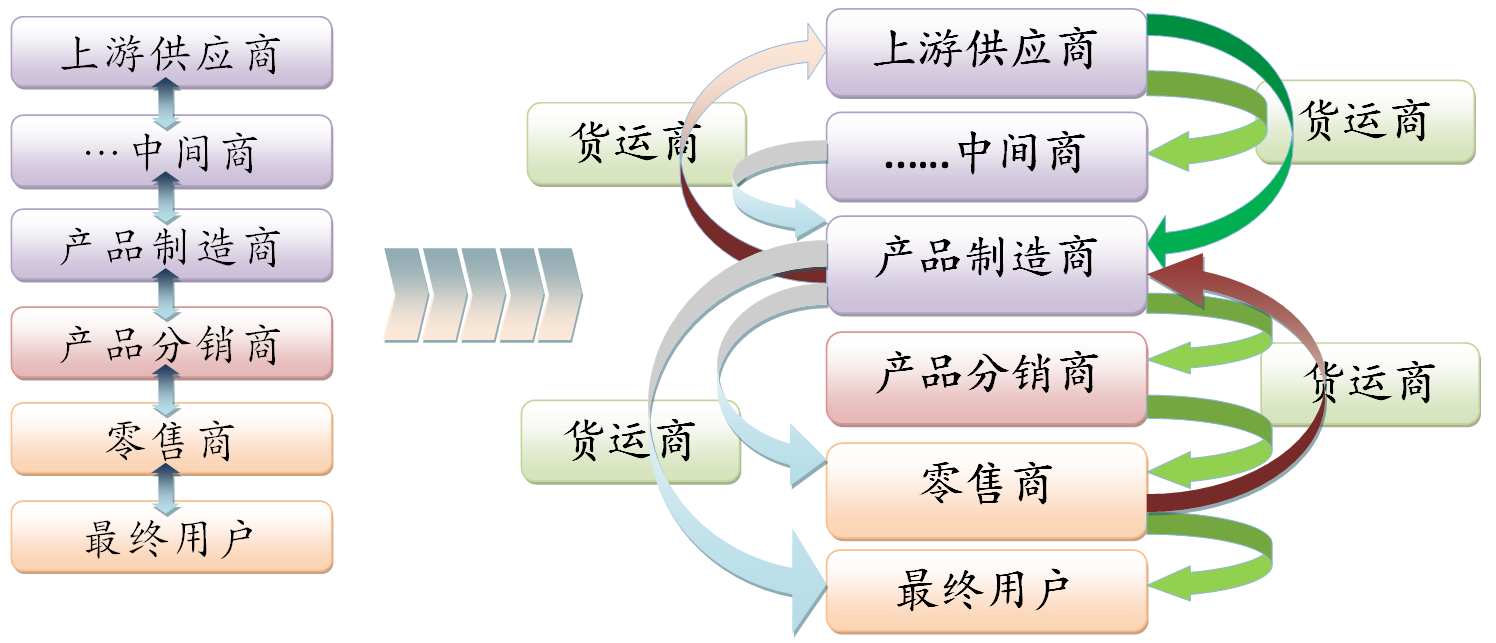 上游供应商
…中间商
产品制造商
产品分销商
零售商
最终用户
货运商
货运商
上游供应商
……中间商
产品制造商
产品分销商
零售商
最终用户
货运商
货运商